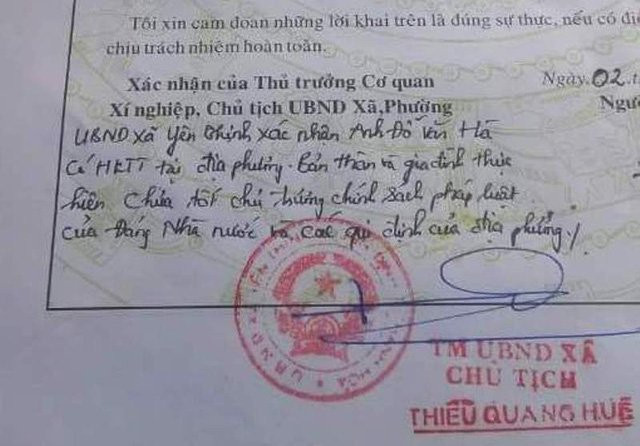 Tôi xin cam đoan những lời khai trên là đúng sự thực, nếu có
chịu trách nhiệm hoàn toàn.
Xác nhận của Thủ trưởng Cơ quan
Ngày 02
Xí nghiệp, Chủ tịch UBND Xã,Phường
UBND xã Yên Thịnh xác nhân Anh Đỗ Văn Hà
Có HKTT tại địa phương. Bản thân và gia đình thực
hiện chưa tốt chủ trương chính sách pháp luật
của Đảng Nhà nước và các qui định của địa phương./
TM UBND XÃ
CHỦ TỊCH
THIỀU QUANG HUÊ